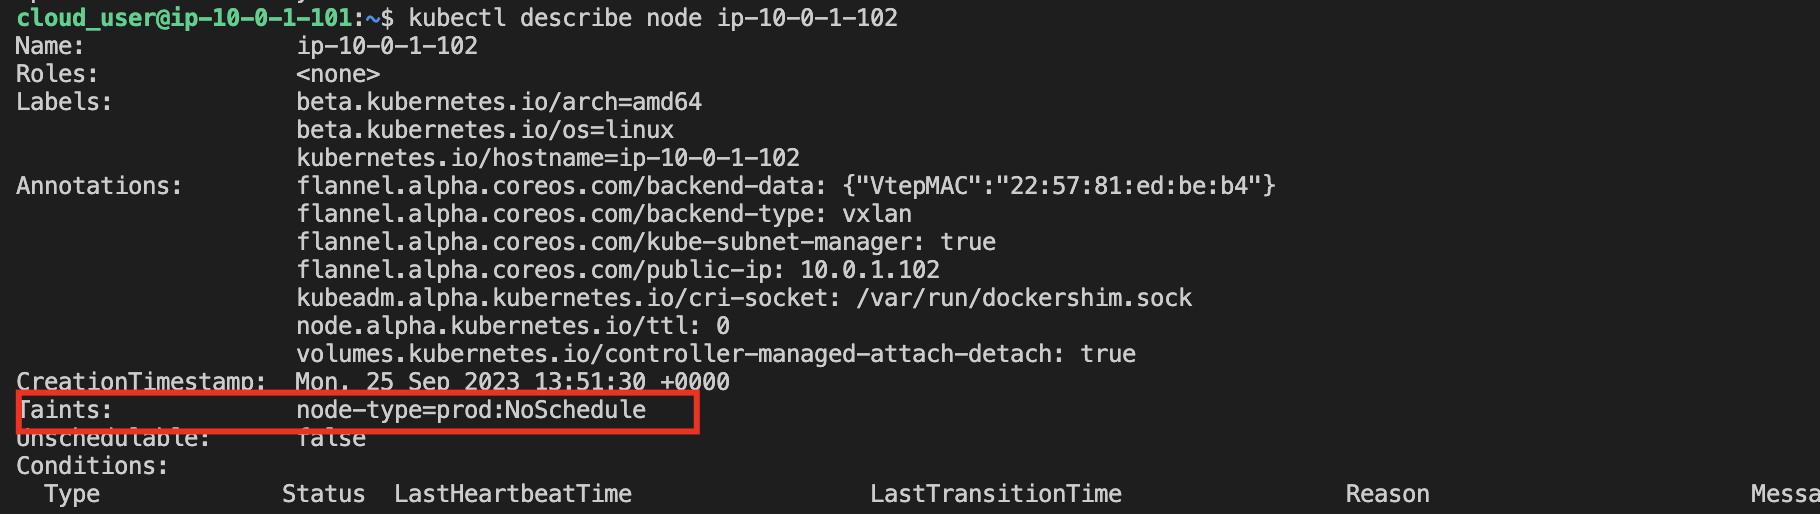 cloud_user@ip-10-0-1-101:~$ kubectl describe node ip-10-0-1-102
Name:               ip-10-0-1-102
Roles:              <none>
Labels:             beta.kubernetes.io/arch=amd64
                    beta.kubernetes.io/os=linux
                    kubernetes.io/hostname=ip-10-0-1-102
Annotations:        flannel.alpha.coreos.com/backend-data: {"VtepMAC":"22:57:81:ed:be:b4"}
                    flannel.alpha.coreos.com/backend-type: vxlan
                    flannel.alpha.coreos.com/kube-subnet-manager: true
                    flannel.alpha.coreos.com/public-ip: 10.0.1.102
                    kubeadm.alpha.kubernetes.io/cri-socket: /var/run/dockershim.sock
                    node.alpha.kubernetes.io/ttl: 0
                    volumes.kubernetes.io/controller-managed-attach-detach: true
CreationTimestamp:  Mon, 25 Sep 2023 13:51:30 +0000
Taints:             node-type=prod:NoSchedule
Unschedulable:      false
Conditions:
  Type             Status  LastHeartbeatTime                 LastTransitionTime                Reason                       Messa